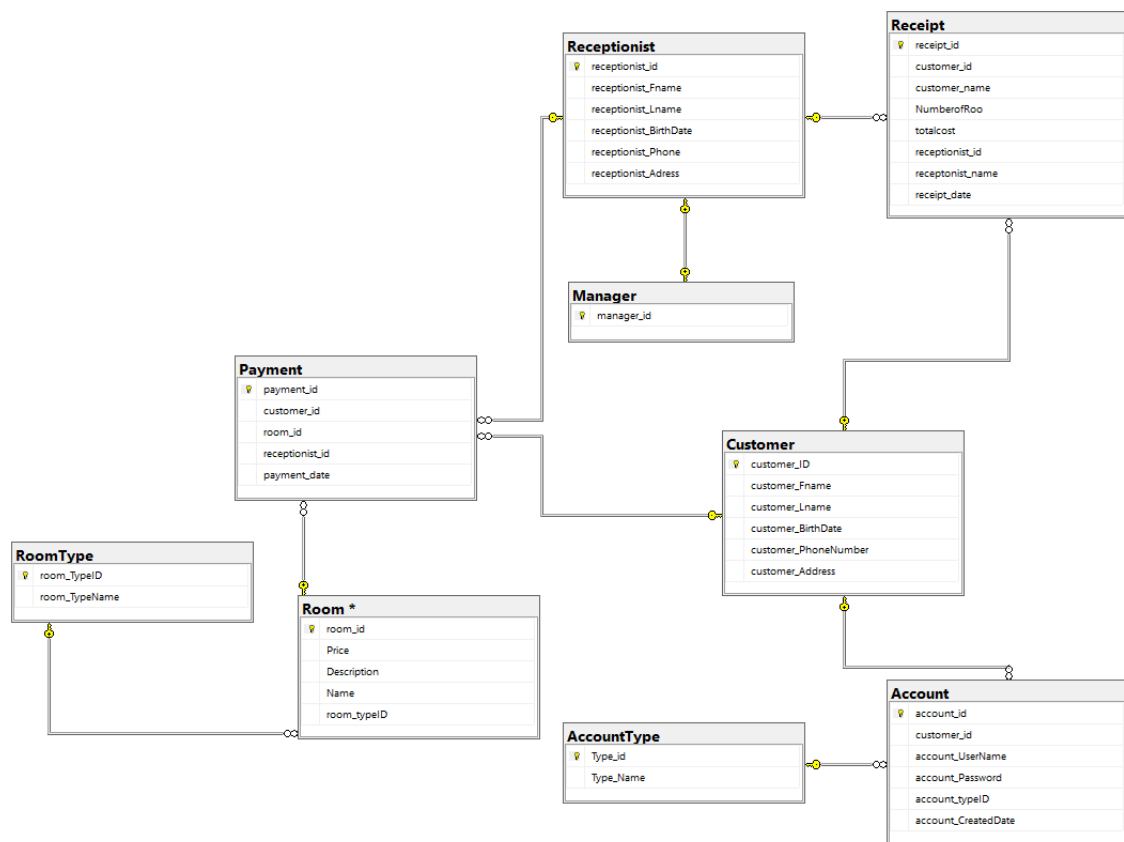 Receptionist
receptionist_id
receptionist_Fname
receptionist_Lname
receptionist_BirthDate
receptionist_Phone
receptionist_Adress
Receipt
receipt_id
customer_id
customer_name
NumberofRoo
totalcost
receptionist_id
receptonist_name
receipt_date
Manager
manager_id
Payment
payment_id
customer_id
room_id
receptionist_id
payment_date
Customer
customer_ID
customer_Fname
customer_Lname
customer_BirthDate
customer_PhoneNumber
customer_Address
RoomType
room_TypeID
room_TypeName
Room *
room_id
Price
Description
Name
room_typeID
AccountType
Type_id
Type_Name
Account
account_id
customer_id
account_UserName
account_Password
account_typeID
account_CreatedDate